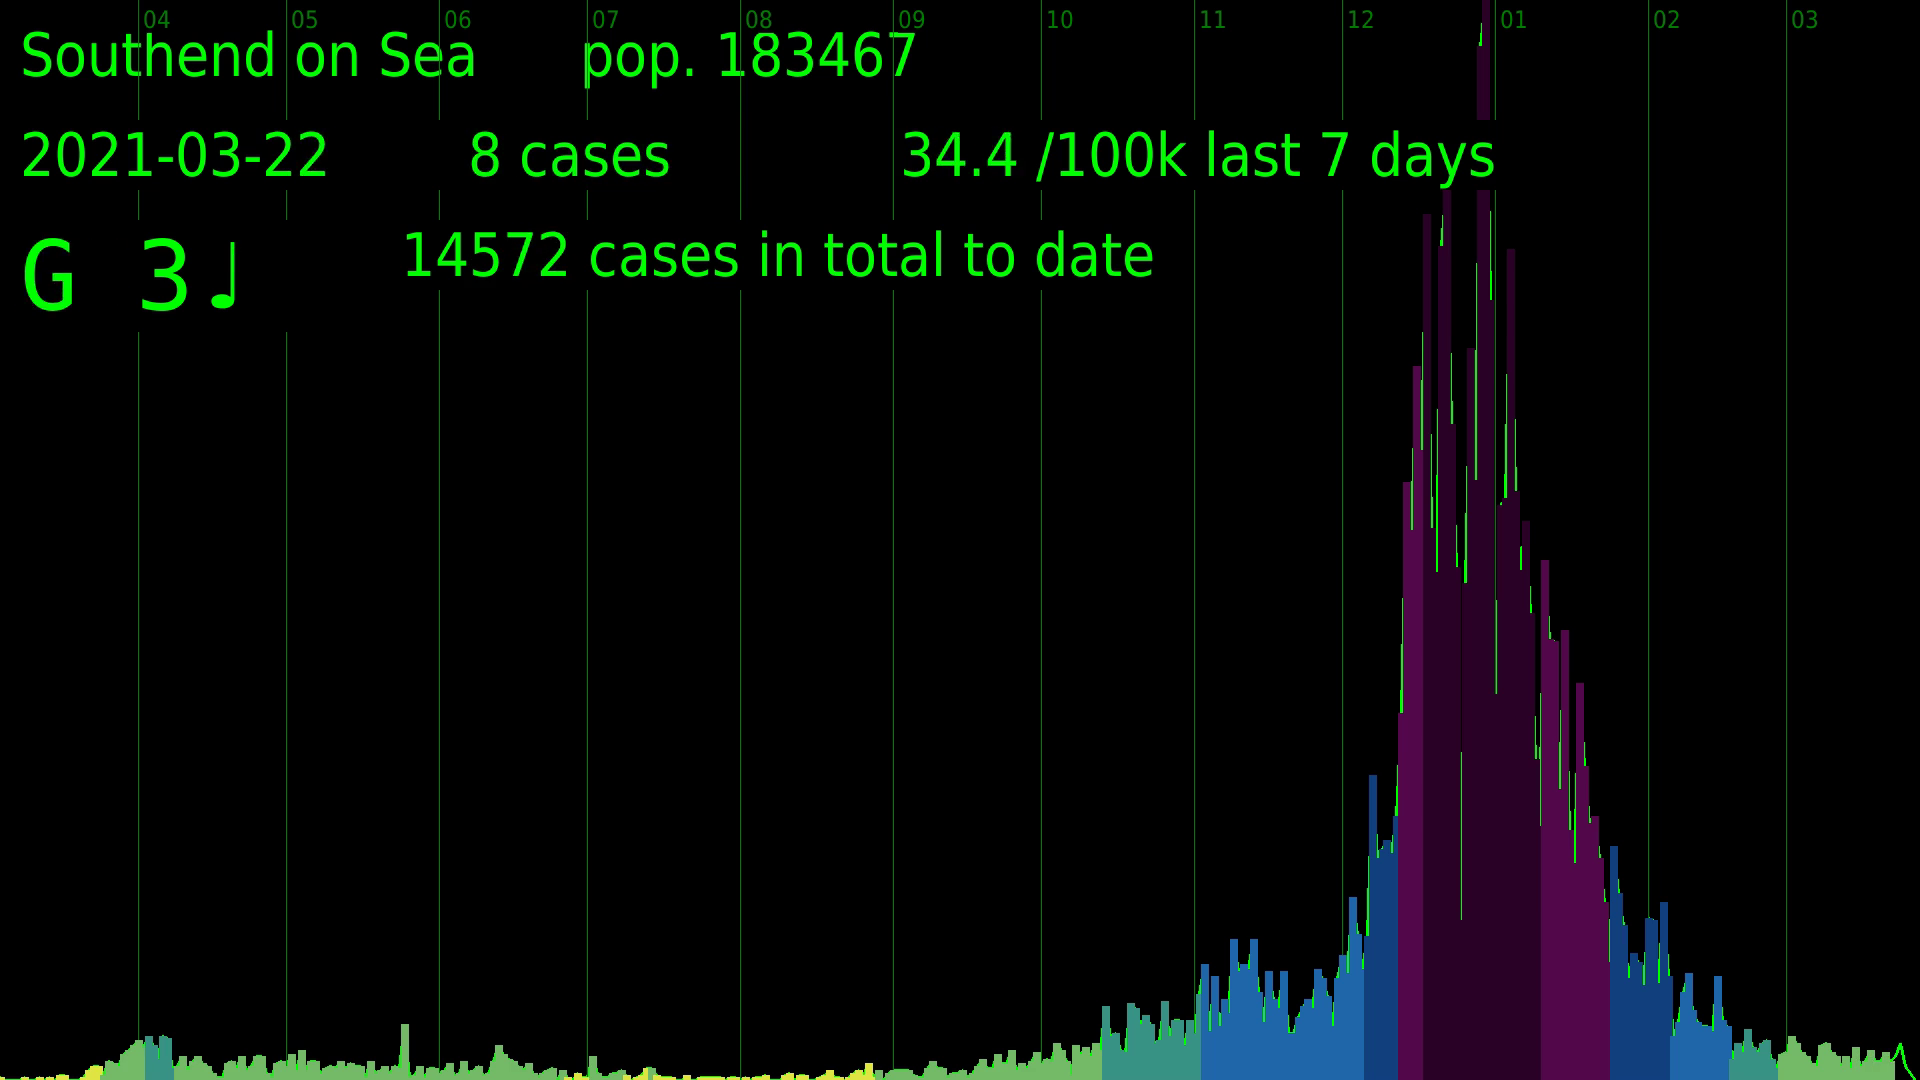 04 05 06 07 08 09 10 11 12 01 02 03
Southend on Sea pop. 183467
2021-03-22 8 cases 34.4 /100k last 7 days
G 3♩ 14572 cases in total to date